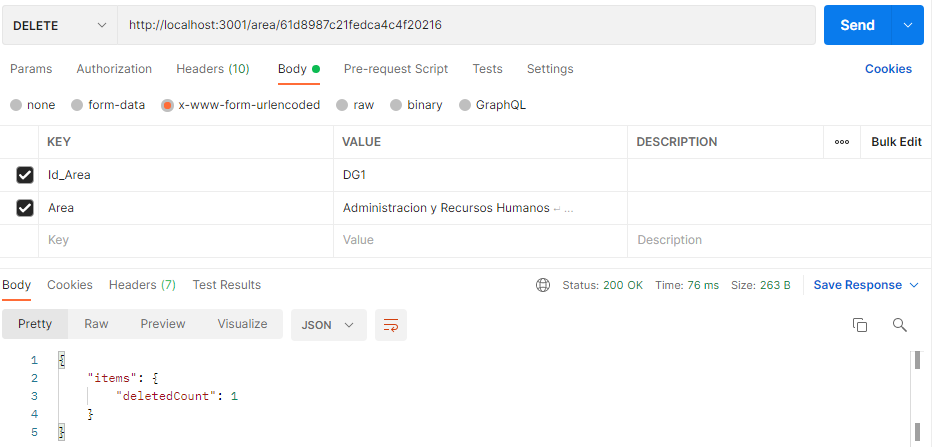 DELETE http://localhost:3001/area/61d8987c21fedca4c4f20216 Send
Params Authorization Headers (10) Body Pre-request Script Tests Settings Cookies
none form-data x-www-form-urlencoded raw binary GraphQL
KEY VALUE DESCRIPTION ooo Bulk Edit
Id_Area DG1
Area Administracion y Recursos Humanos ↵ ...
Key Value Description
Body Cookies Headers (7) Test Results Status: 200 OK Time: 76 ms Size: 263 B Save Response
Pretty Raw Preview Visualize JSON
1 {
2 "items": {
3 "deletedCount": 1
4 }
5 }